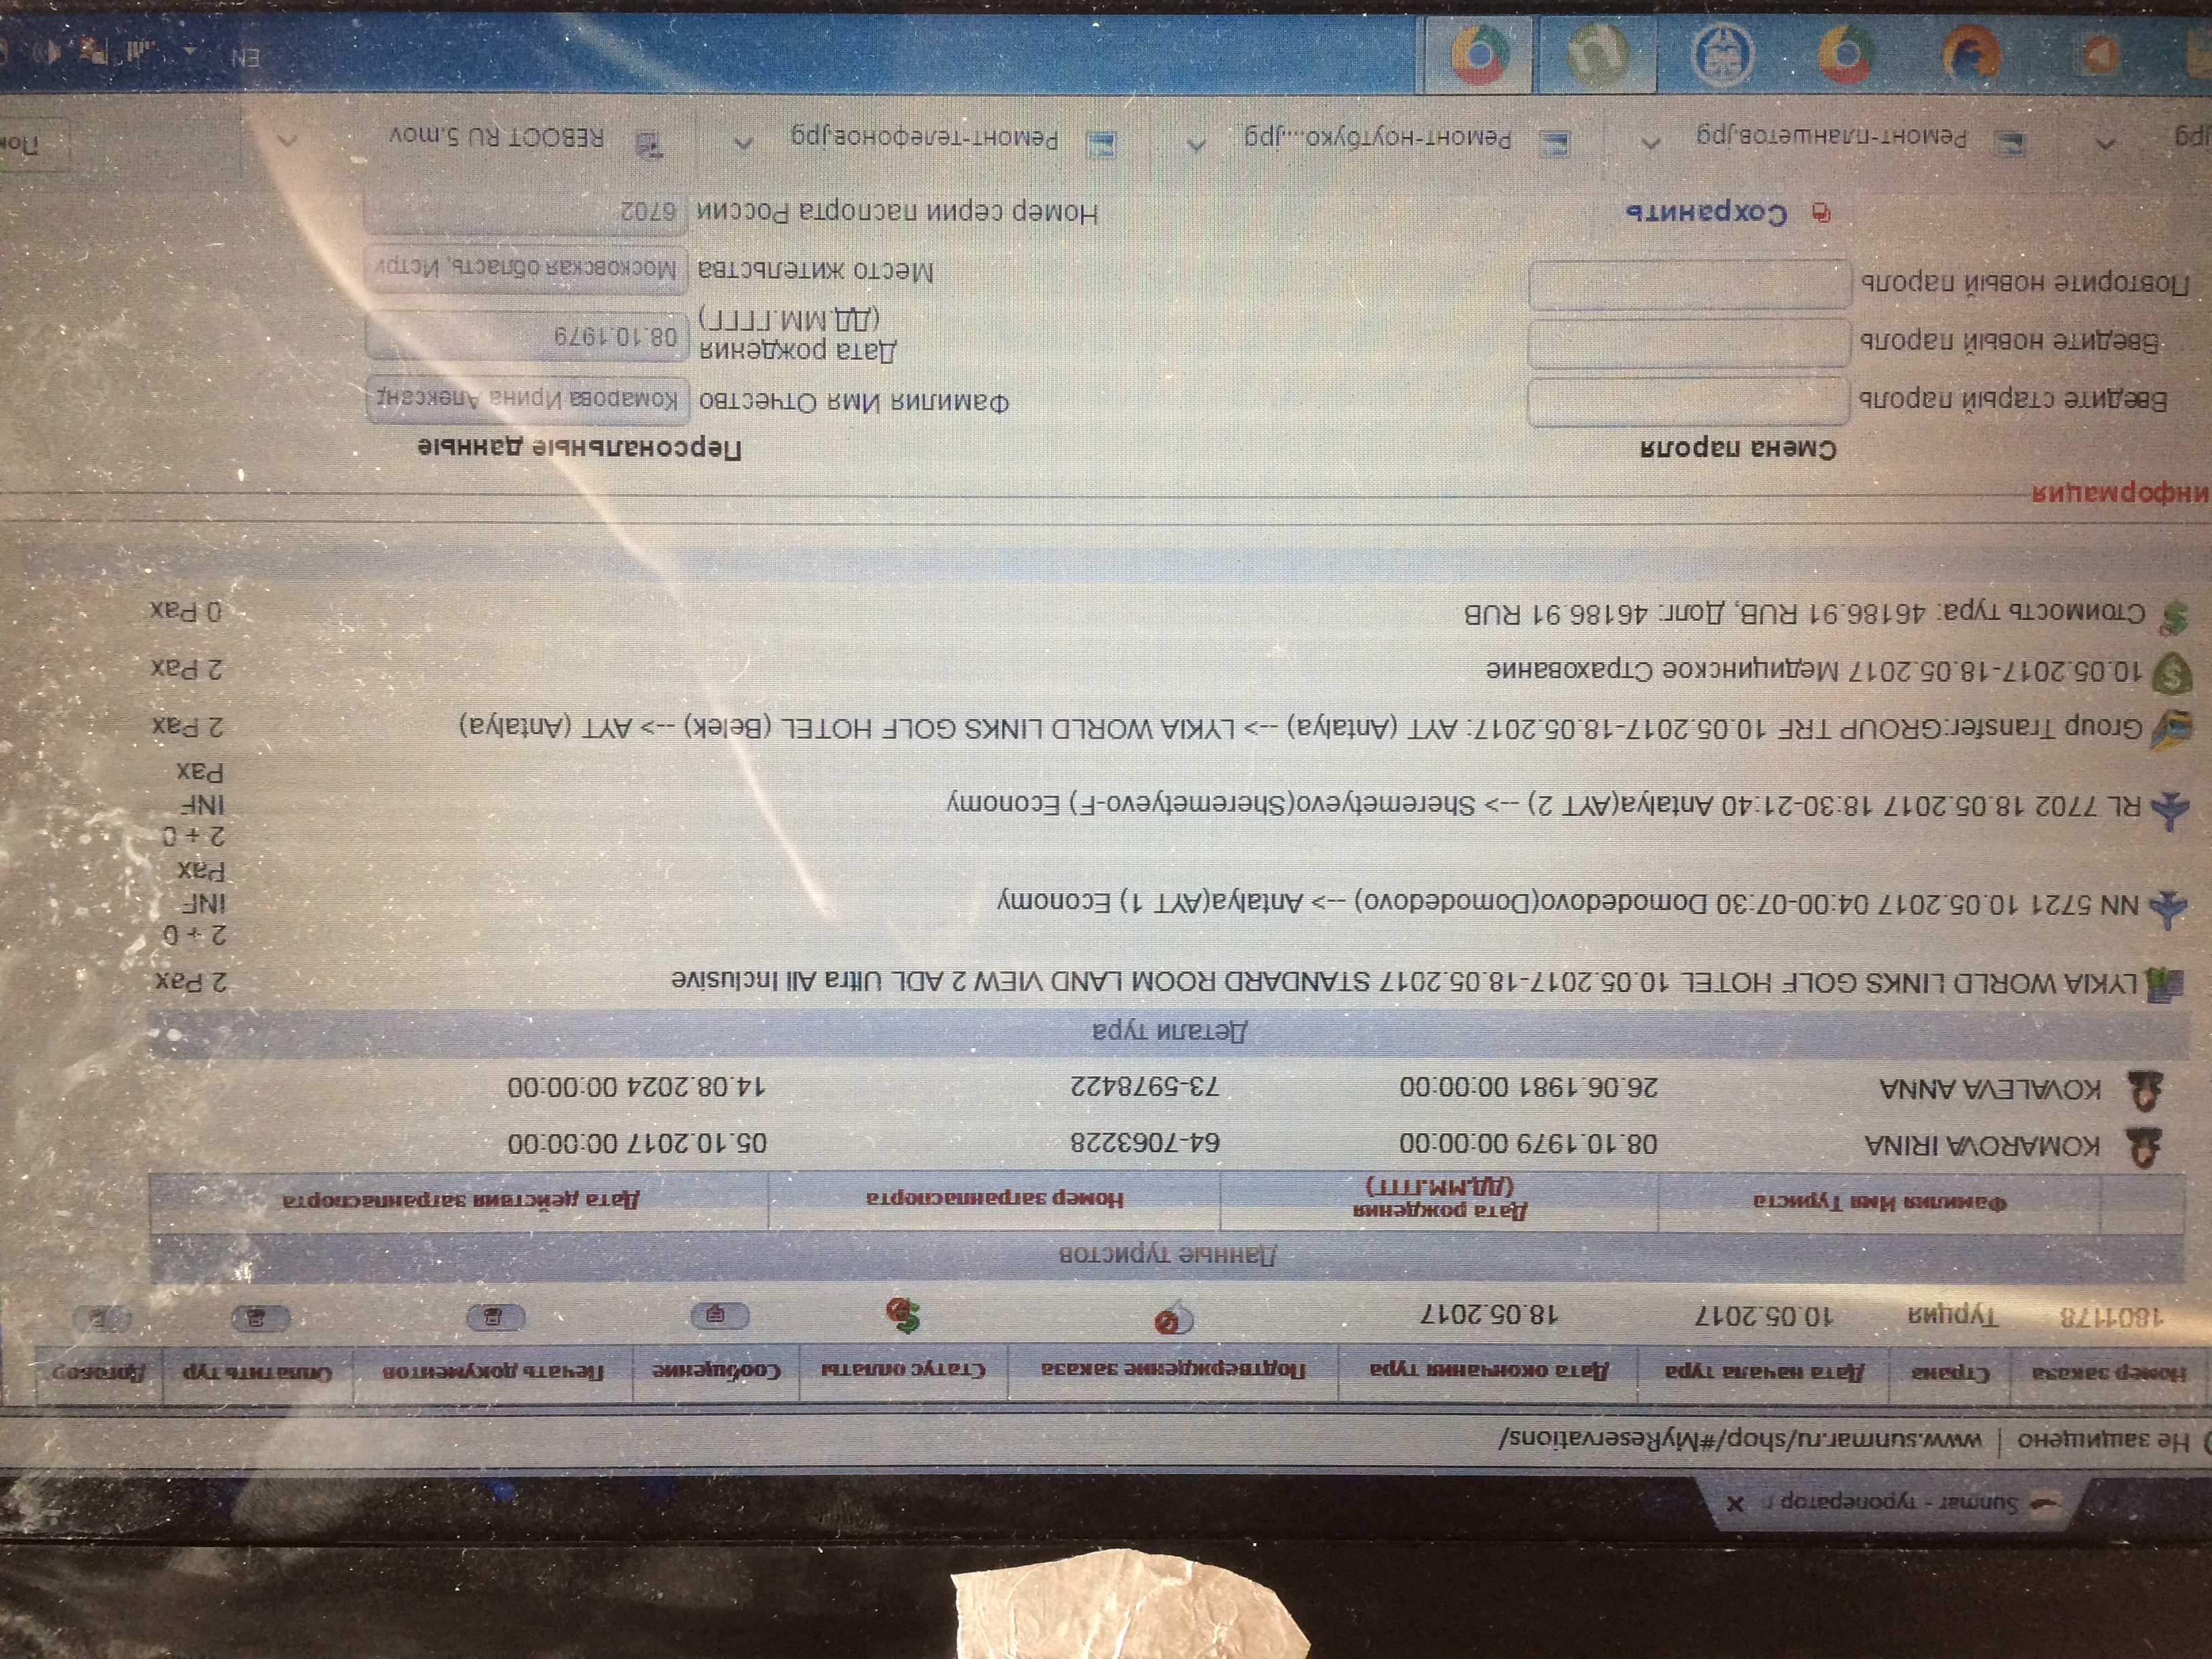 Sunmar - туроператор
Не защищено | www.sunmar.ru/shop/#MyReservations/
Номер заказа Страна Дата начала тура Дата окончания тура Подтверждение заказа Статус оплаты Сообщение Печать документов Оплатить тур Договор
1801178 Турция 10.05.2017 18.05.2017
Данные туристов
Фамилия Имя Туриста Дата рождения (ДД.ММ.ГГГГ) Номер загранпаспорта Дата действия загранпаспорта
KOMAROVA IRINA 08.10.1979 00:00:00 64-7063228 05.10.2017 00:00:00
KOVALEVA ANNA 26.06.1981 00:00:00 73-5978422 14.08.2024 00:00:00
Детали тура
LYKIA WORLD LINKS GOLF HOTEL 10.05.2017-18.05.2017 STANDARD ROOM LAND VIEW 2 ADL Ultra All Inclusive 2 Pax
NN 5721 10.05.2017 04:00-07:30 Domodedovo(Domodedovo) --> Antalya(AYT 1) Economy 2 + 0 INF Pax
RL 7702 18.05.2017 18:30-21:40 Antalya(AYT 2) --> Sheremetyevo(Sheremetyevo-F) Economy 2 + 0 INF Pax
Group Transfer:GROUP TRF 10.05.2017-18.05.2017: AYT (Antalya) --> LYKIA WORLD LINKS GOLF HOTEL (Belek) --> AYT (Antalya) 2 Pax
10.05.2017-18.05.2017 Медицинское Страхование 2 Pax
Стоимость тура: 46186.91 RUB, Долг: 46186.91 RUB 0 Pax
информация
Смена пароля Персональные данные
Введите старый пароль Фамилия Имя Отчество Комарова Ирина Александ
Введите новый пароль Дата рождения (ДД.ММ.ГГГГ) 08.10.1979
Повторите новый пароль Место жительства Московская область, Истри
Сохранить Номер серии паспорта России 6702
jpg Ремонт-планшетов.jpg Ремонт-ноутбуко....jpg Ремонт-телефонов.jpg REBOOT RU 5.mov Пок
EN